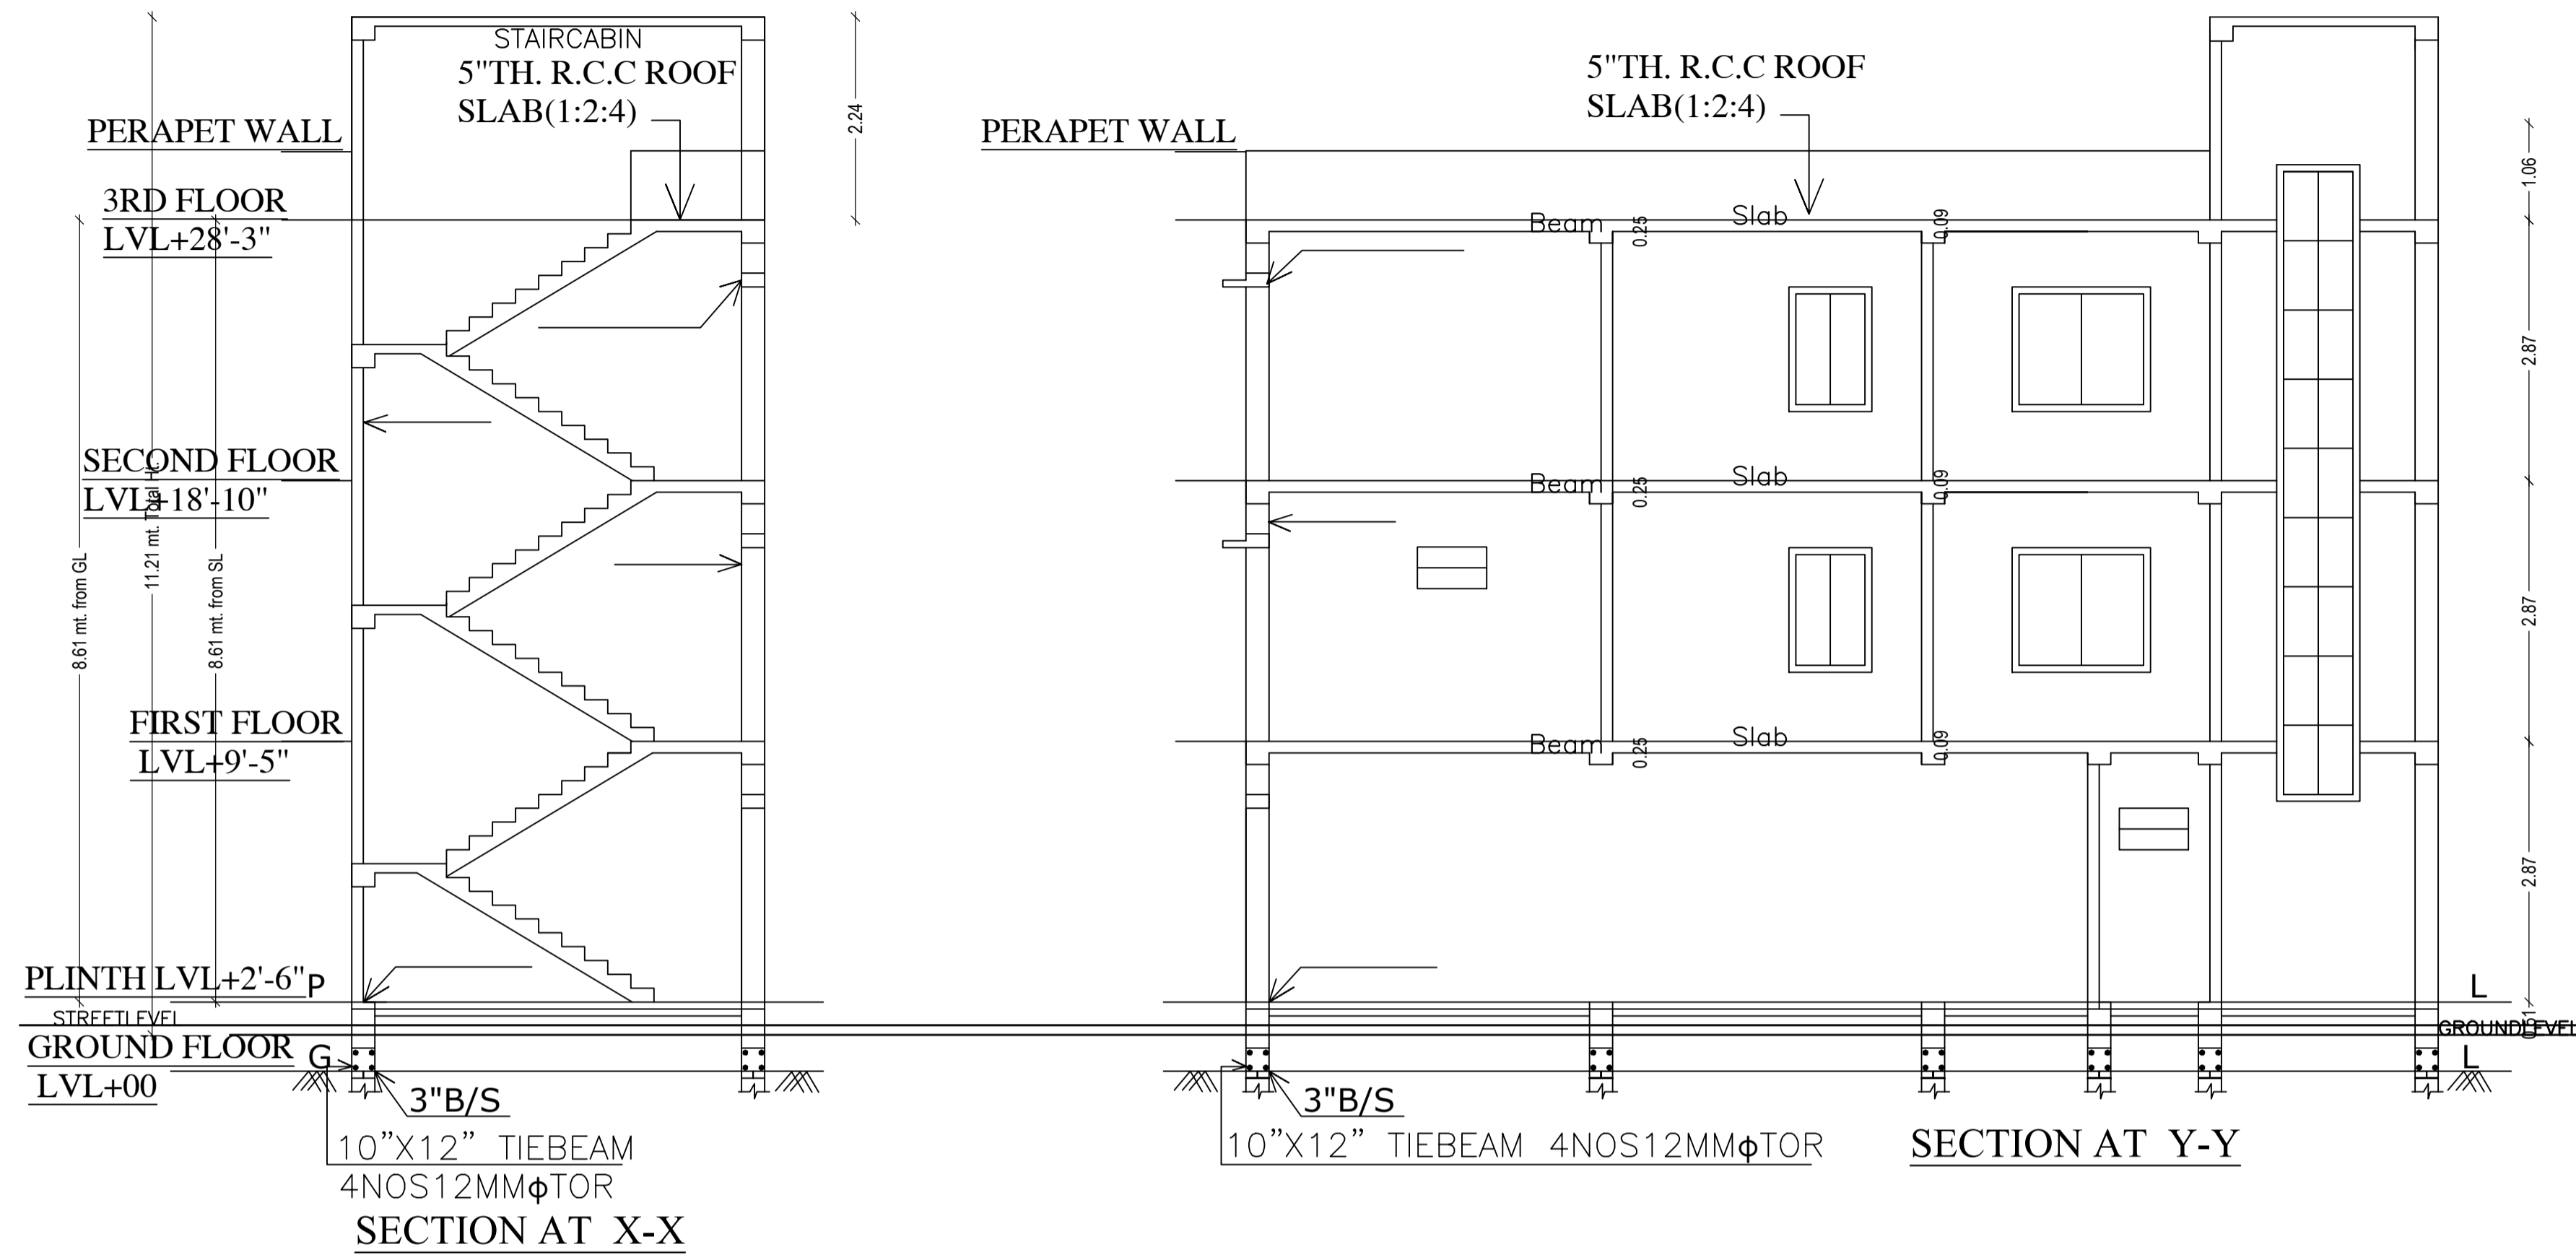 STAIRCABIN
5"TH. R.C.C ROOF
SLAB(1:2:4)
PERAPET WALL
3RD FLOOR
LVL+28'-3"
SECOND FLOOR
LVL+18'-10"
FIRST FLOOR
LVL+9'-5"
PLINTH LVL+2'-6"
P
STREETLEVEL
GROUND FLOOR
LVL+00
G
8.61 mt. from GL
11.21 mt. Total Ht.
8.61 mt. from SL
2.24
3"B/S
10"X12" TIEBEAM
4NOS12MMϕTOR
SECTION AT X-X
5"TH. R.C.C ROOF
SLAB(1:2:4)
PERAPET WALL
Beam
0.25
Slab
0.09
Beam
0.25
Slab
0.09
Beam
0.25
Slab
0.09
1.06
2.87
2.87
2.87
L
0.51
GROUNDLEVEL
L
3"B/S
10"X12" TIEBEAM 4NOS12MMϕTOR
SECTION AT Y-Y